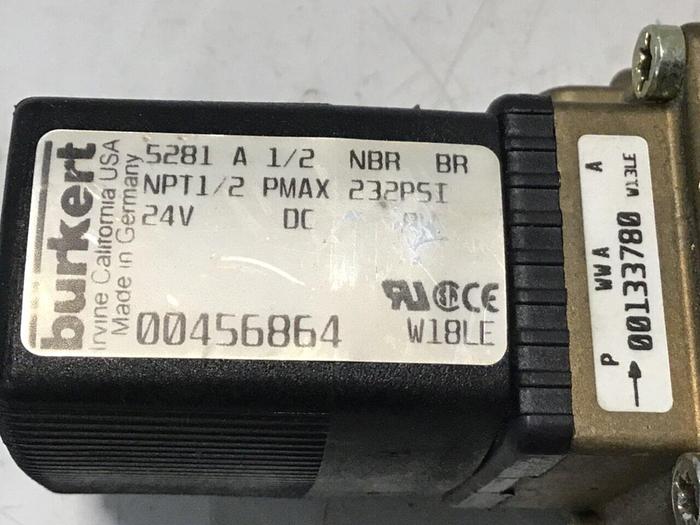 burkert
Irvine California USA
Made in Germany
5281 A 1/2 NBR BR
NPT1/2 PMAX 232PSI
24V DC
00456864
W18LE
CE
P WWA A
00133780 W13LE